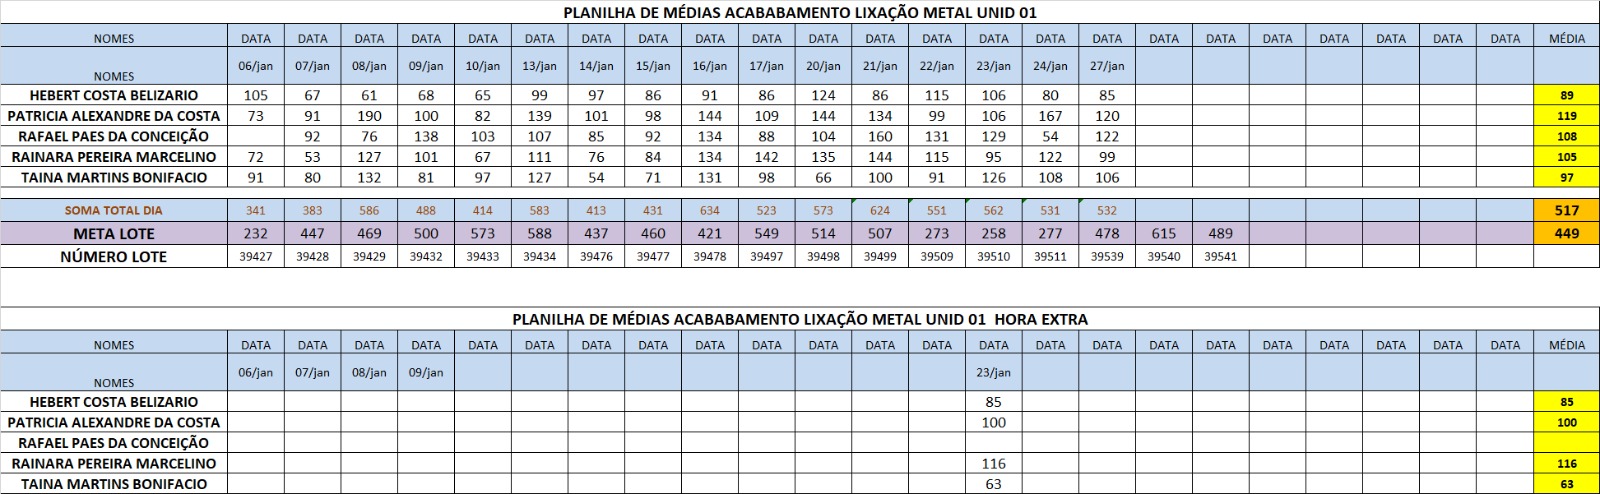 PLANILHA DE MÉDIAS ACABABAMENTO LIXAÇÃO METAL UNID 01
NOMES DATA DATA DATA DATA DATA DATA DATA DATA DATA DATA DATA DATA DATA DATA DATA DATA DATA DATA DATA DATA DATA DATA DATA MÉDIA
NOMES 06/jan 07/jan 08/jan 09/jan 10/jan 13/jan 14/jan 15/jan 16/jan 17/jan 20/jan 21/jan 22/jan 23/jan 24/jan 27/jan
HEBERT COSTA BELIZARIO 105 67 61 68 65 99 97 86 91 86 124 86 115 106 80 85 89
PATRICIA ALEXANDRE DA COSTA 73 91 190 100 82 139 101 98 144 109 144 134 99 106 167 120 119
RAFAEL PAES DA CONCEIÇÃO 92 76 138 103 107 85 92 134 88 104 160 131 129 54 122 108
RAINARA PEREIRA MARCELINO 72 53 127 101 67 111 76 84 134 142 135 144 115 95 122 99 105
TAINA MARTINS BONIFACIO 91 80 132 81 97 127 54 71 131 98 66 100 91 126 108 106 97
SOMA TOTAL DIA 341 383 586 488 414 583 413 431 634 523 573 624 551 562 531 532 517
META LOTE 232 447 469 500 573 588 437 460 421 549 514 507 273 258 277 478 615 489 449
NÚMERO LOTE 39427 39428 39429 39432 39433 39434 39476 39477 39478 39497 39498 39499 39509 39510 39511 39539 39540 39541
PLANILHA DE MÉDIAS ACABABAMENTO LIXAÇÃO METAL UNID 01 HORA EXTRA
NOMES DATA DATA DATA DATA DATA DATA DATA DATA DATA DATA DATA DATA DATA DATA DATA DATA DATA DATA DATA DATA DATA DATA DATA MÉDIA
NOMES 06/jan 07/jan 08/jan 09/jan 23/jan
HEBERT COSTA BELIZARIO 85 85
PATRICIA ALEXANDRE DA COSTA 100 100
RAFAEL PAES DA CONCEIÇÃO
RAINARA PEREIRA MARCELINO 116 116
TAINA MARTINS BONIFACIO 63 63